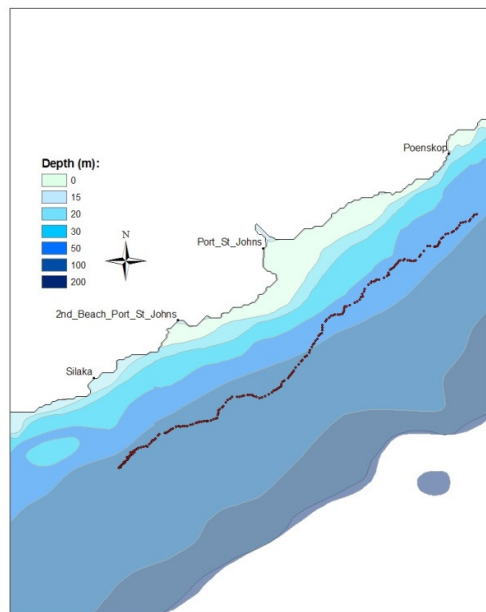 Poenskop
Depth (m):
0
15
20
30
50
100
200
N
Port_St_Johns
2nd_Beach_Port_St_Johns
Silaka